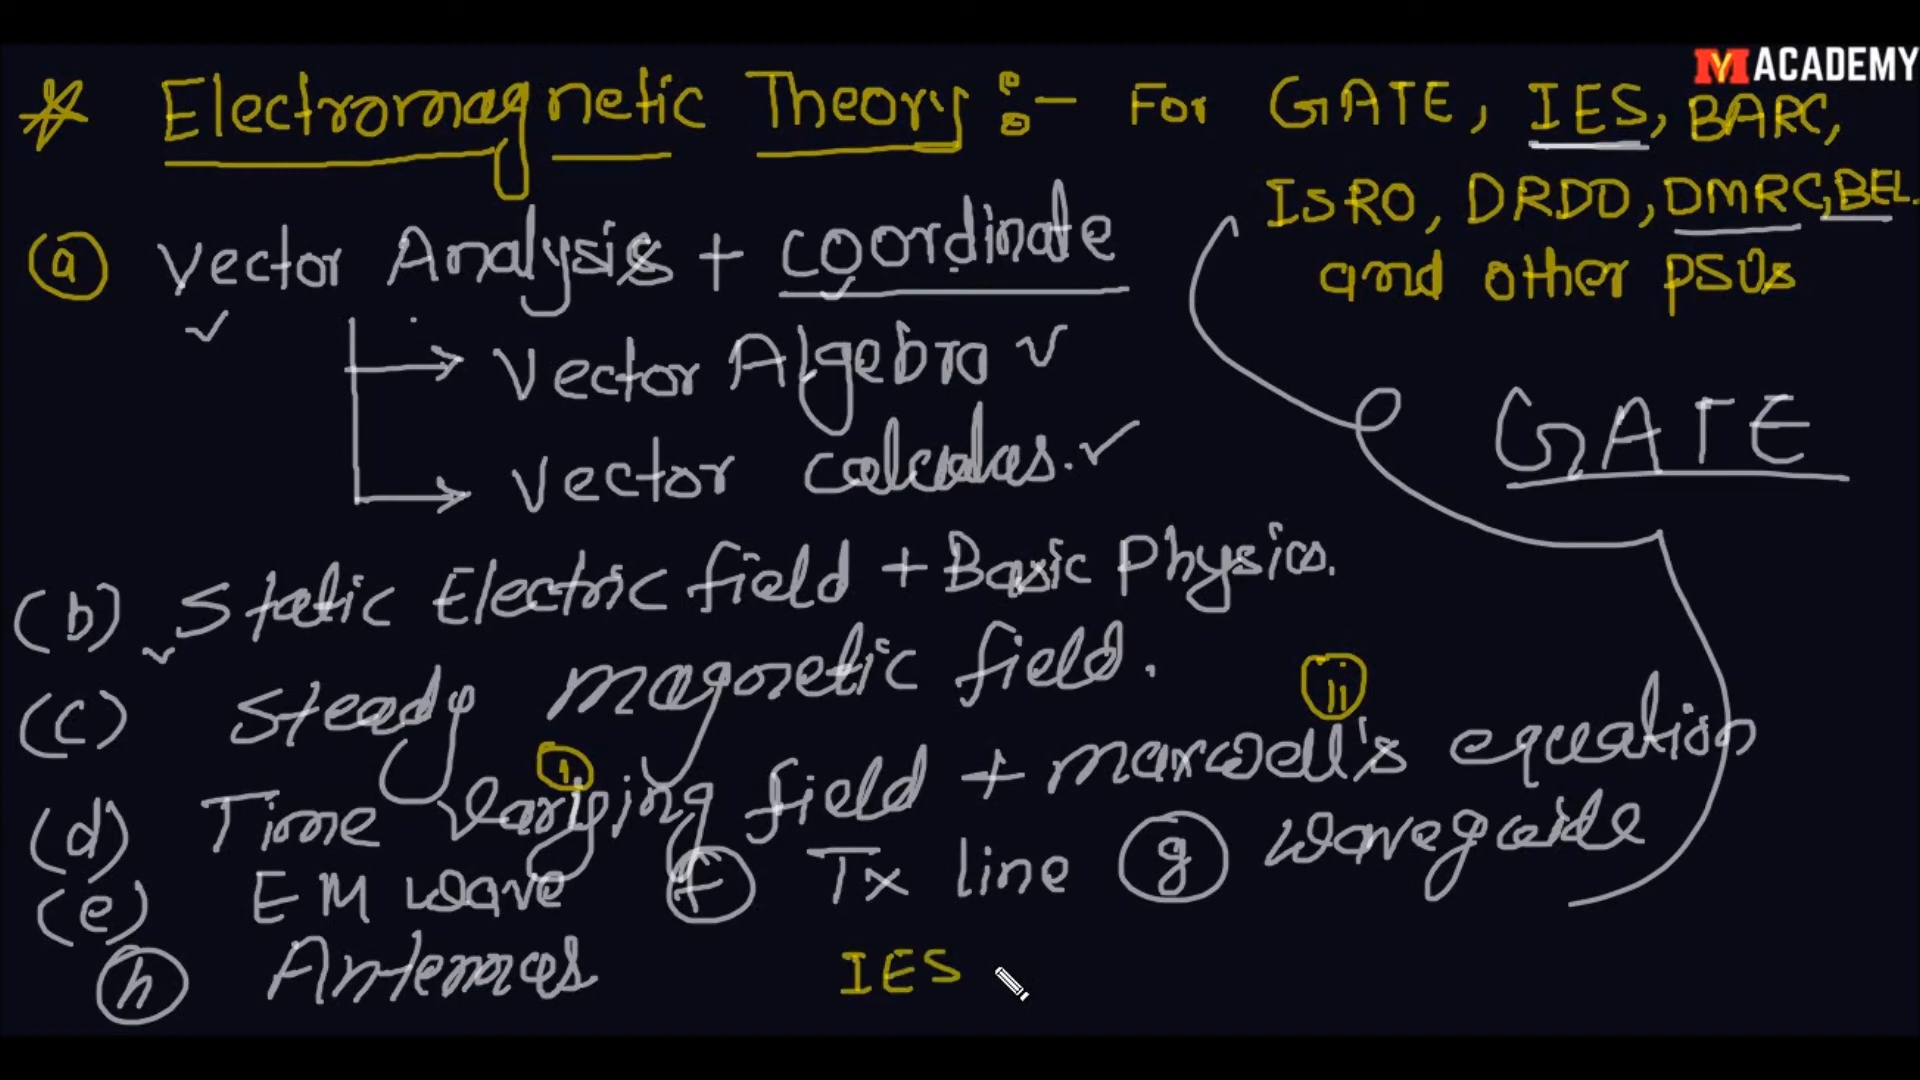 M ACADEMY
* Electromagnetic Theory :- For GATE, IES, BARC,
ISRO, DRDO, DMRC, BEL.
and other PSUs
(a) Vector Analysis + coordinate
→ Vector Algebra ✓
→ Vector calculas. ✓
GATE
(b) Static Electric field + Basic Physics.
(c) Steady magnetic field.
(d) Time varying field + maxwell's equation
i
ii
(e) EM wave (f) Tx line (g) waveguide
(h) Antennas
IES